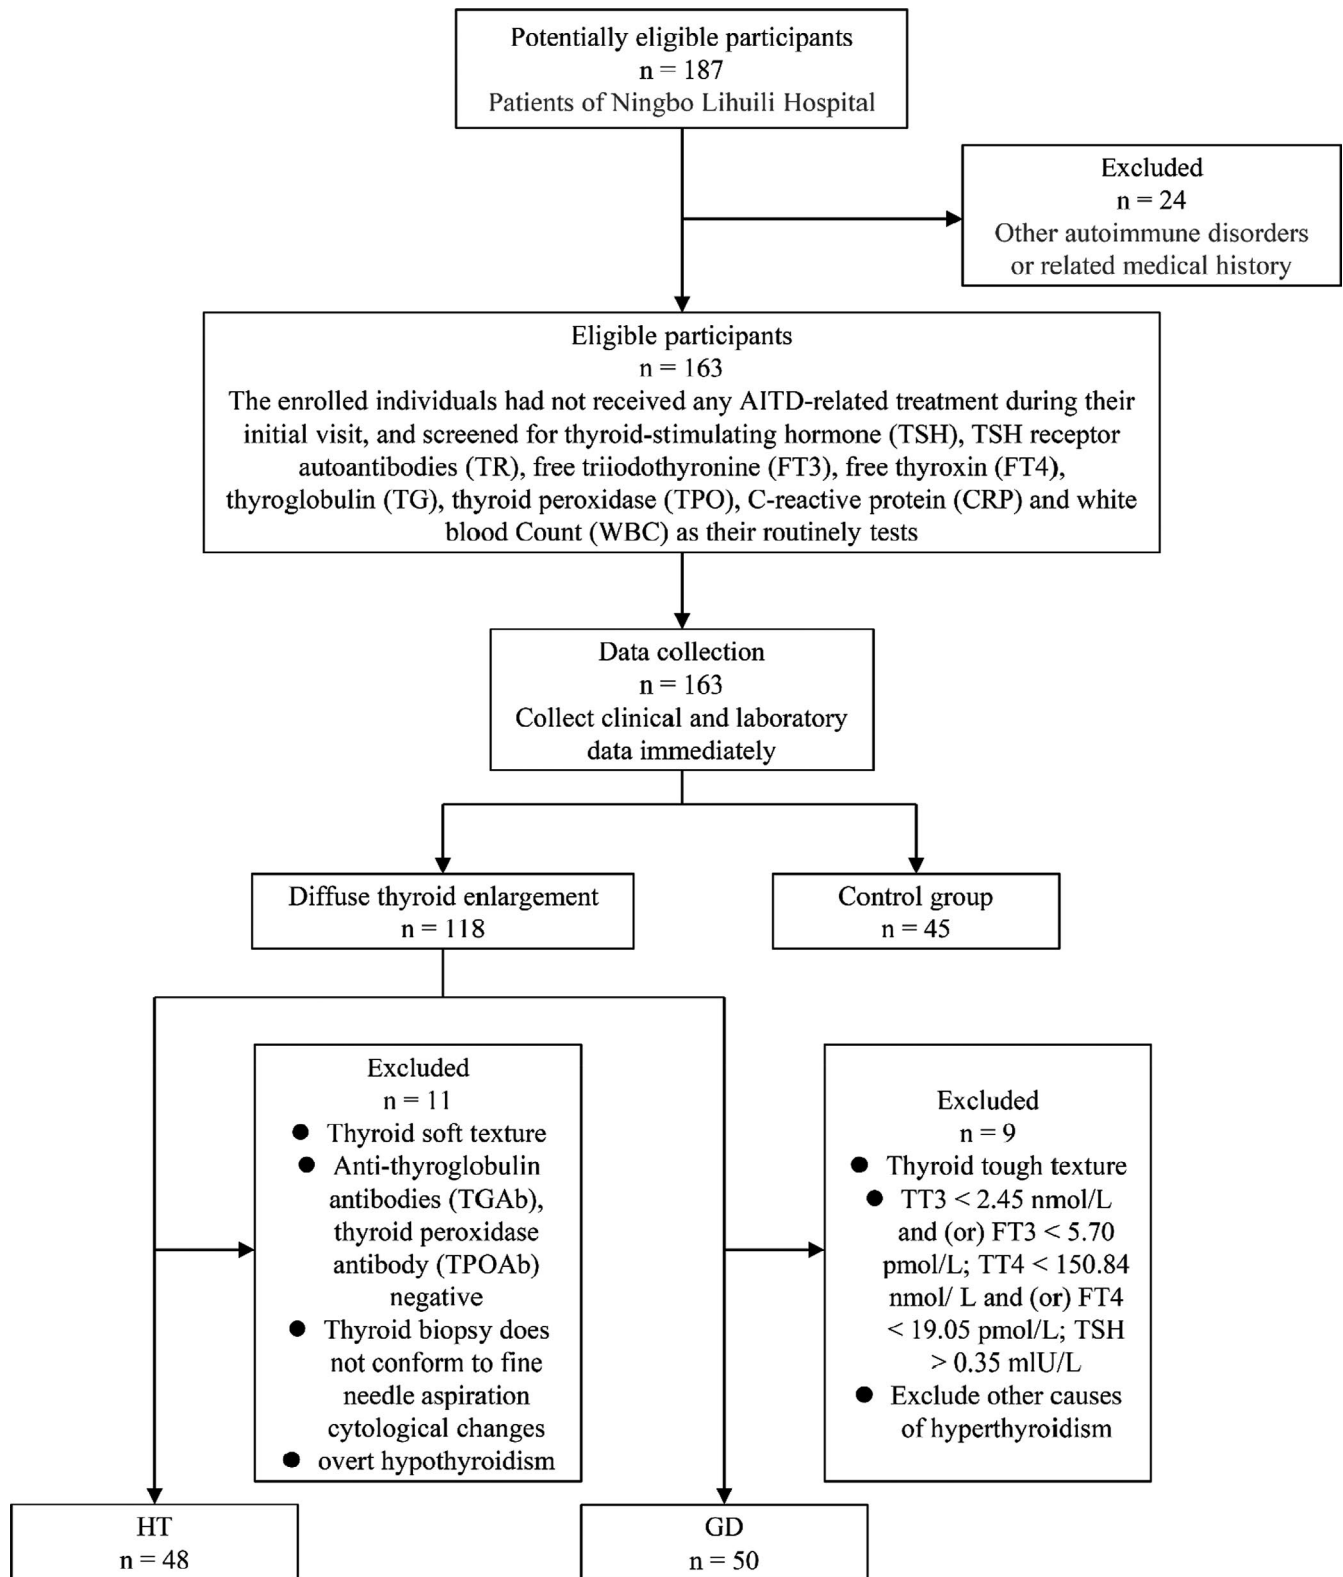 Potentially eligible participants
n = 187
Patients of Ningbo Lihuili Hospital
Excluded
n = 24
Other autoimmune disorders
or related medical history
Eligible participants
n = 163
The enrolled individuals had not received any AITD-related treatment during their
initial visit, and screened for thyroid-stimulating hormone (TSH), TSH receptor
autoantibodies (TR), free triiodothyronine (FT3), free thyroxin (FT4),
thyroglobulin (TG), thyroid peroxidase (TPO), C-reactive protein (CRP) and white
blood Count (WBC) as their routinely tests
Data collection
n = 163
Collect clinical and laboratory
data immediately
Diffuse thyroid enlargement
n = 118
Control group
n = 45
Excluded
n = 11
● Thyroid soft texture
● Anti-thyroglobulin
antibodies (TGAb),
thyroid peroxidase
antibody (TPOAb)
negative
● Thyroid biopsy does
not conform to fine
needle aspiration
cytological changes
● overt hypothyroidism
Excluded
n = 9
● Thyroid tough texture
● TT3 < 2.45 nmol/L
and (or) FT3 < 5.70
pmol/L; TT4 < 150.84
nmol/ L and (or) FT4
< 19.05 pmol/L; TSH
> 0.35 mlU/L
● Exclude other causes
of hyperthyroidism
HT
n = 48
GD
n = 50